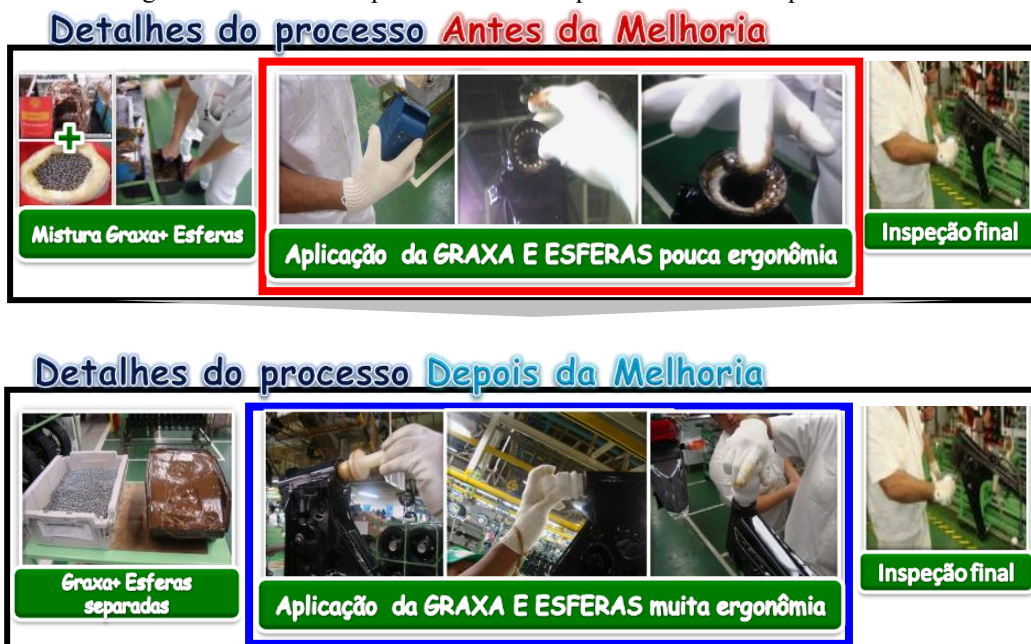 Detalhes do processo Antes da Melhoria
Mistura Graxa+ Esferas
Aplicação da GRAXA E ESFERAS pouca ergonômia
Inspeção final
Detalhes do processo Depois da Melhoria
Graxa+ Esferas
separadas
Aplicação da GRAXA E ESFERAS muita ergonômia
Inspeção final